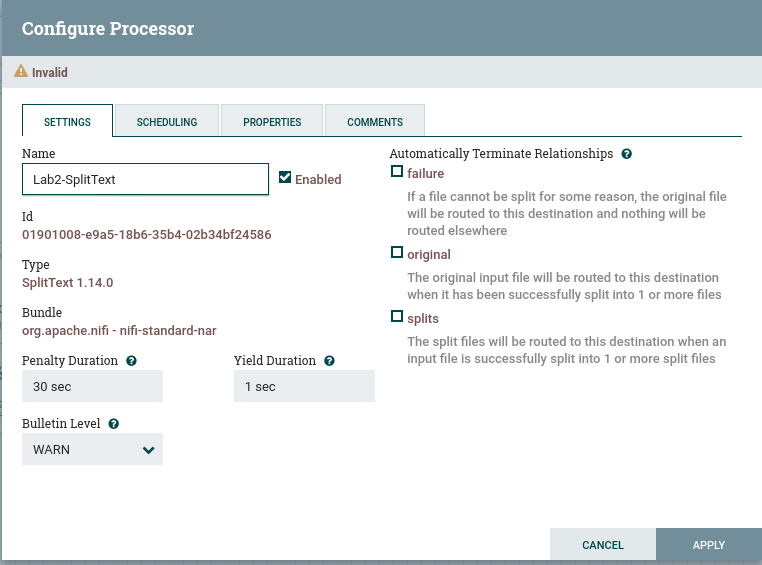 Configure Processor
Invalid
SETTINGS
SCHEDULING
PROPERTIES
COMMENTS
Name
Lab2-SplitText
Enabled
Id
01901008-e9a5-18b6-35b4-02b34bf24586
Type
SplitText 1.14.0
Bundle
org.apache.nifi - nifi-standard-nar
Penalty Duration
Yield Duration
30 sec
1 sec
Bulletin Level
WARN
Automatically Terminate Relationships
failure
If a file cannot be split for some reason, the original file
will be routed to this destination and nothing will be
routed elsewhere
original
The original input file will be routed to this destination
when it has been successfully split into 1 or more files
splits
The split files will be routed to this destination when an
input file is successfully split into 1 or more split files
CANCEL
APPLY